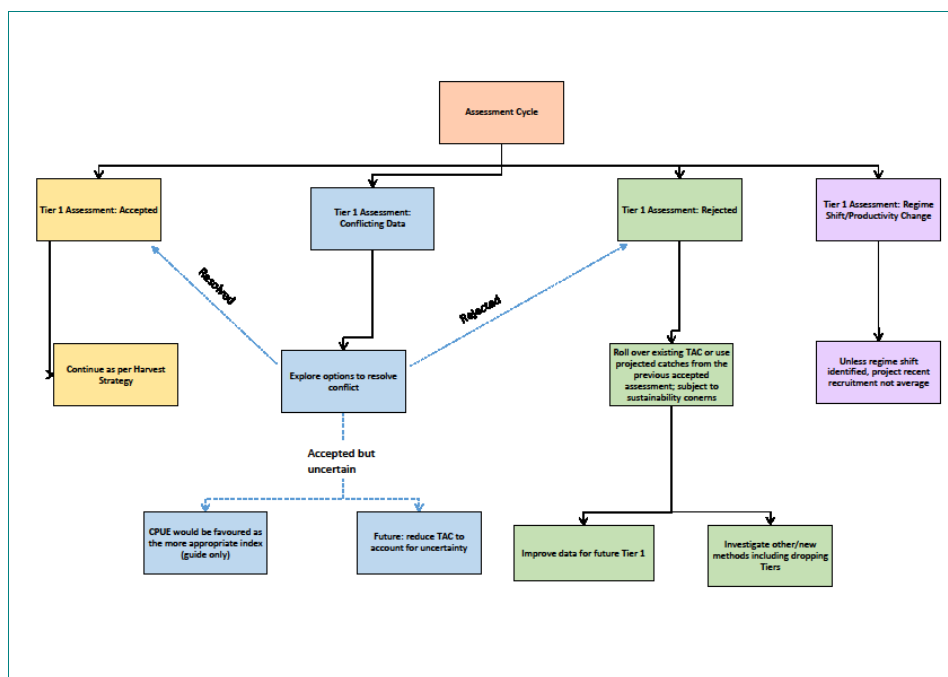 Assessment Cycle
Tier 1 Assessment: Accepted
Tier 1 Assessment:
Conflicting Data
Tier 1 Assessment: Rejected
Tier 1 Assessment: Regime
Shift/Productivity Change
Resolved
Rejected
Continue as per Harvest
Strategy
Explore options to resolve
conflict
Roll over existing TAC or use
projected catches from the
previous accepted
assessment; subject to
sustainability conerns
Unless regime shift
identified, project recent
recruitment not average
Accepted but
uncertain
CPUE would be favoured as
the more appropriate index
(guide only)
Future: reduce TAC to
account for uncertainty
Improve data for future Tier 1
Investigate other/new
methods including dropping
Tiers